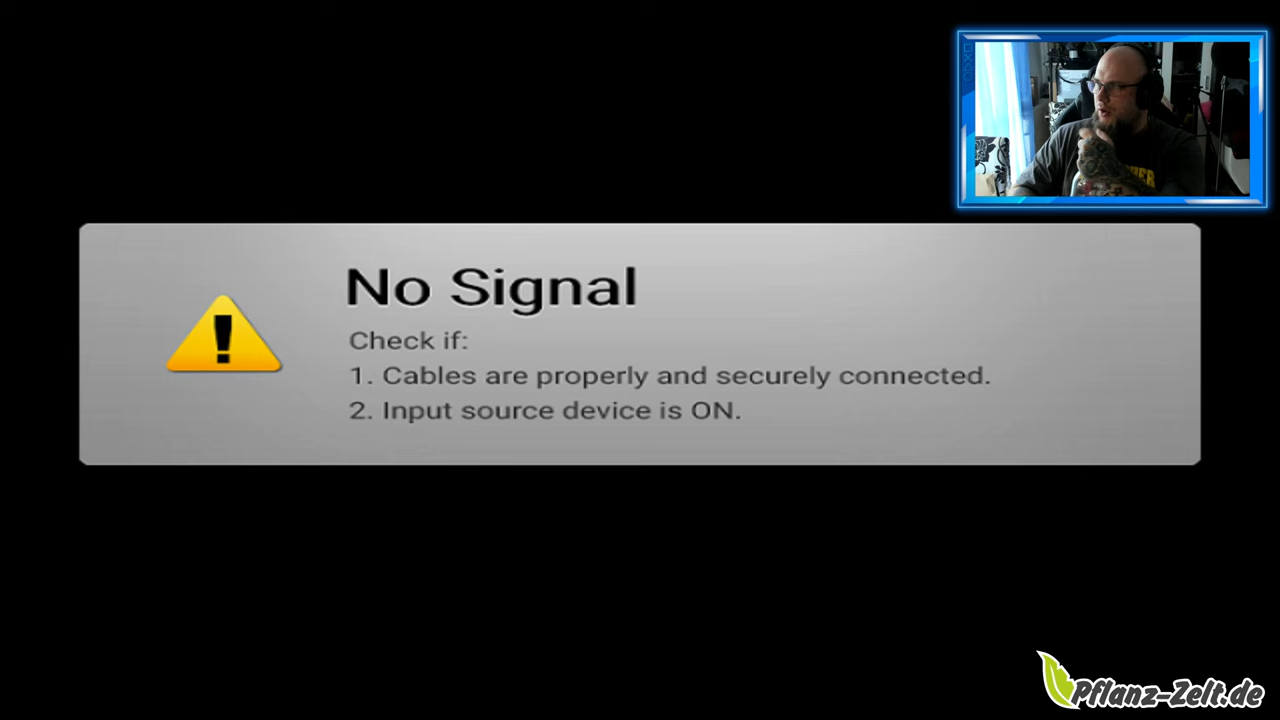 No Signal
Check if:
1. Cables are properly and securely connected.
2. Input source device is ON.
Pflanz-Zelt.de